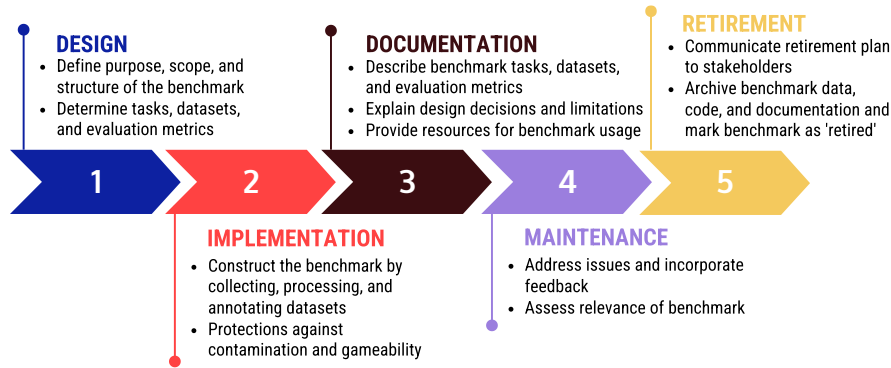 DESIGN
• Define purpose, scope, and
structure of the benchmark
• Determine tasks, datasets,
and evaluation metrics
DOCUMENTATION
• Describe benchmark tasks, datasets,
and evaluation metrics
• Explain design decisions and limitations
• Provide resources for benchmark usage
RETIREMENT
• Communicate retirement plan
to stakeholders
• Archive benchmark data,
code, and documentation and
mark benchmark as 'retired'
1
2
3
4
5
IMPLEMENTATION
• Construct the benchmark by
collecting, processing, and
annotating datasets
• Protections against
contamination and gameability
MAINTENANCE
• Address issues and incorporate
feedback
• Assess relevance of benchmark